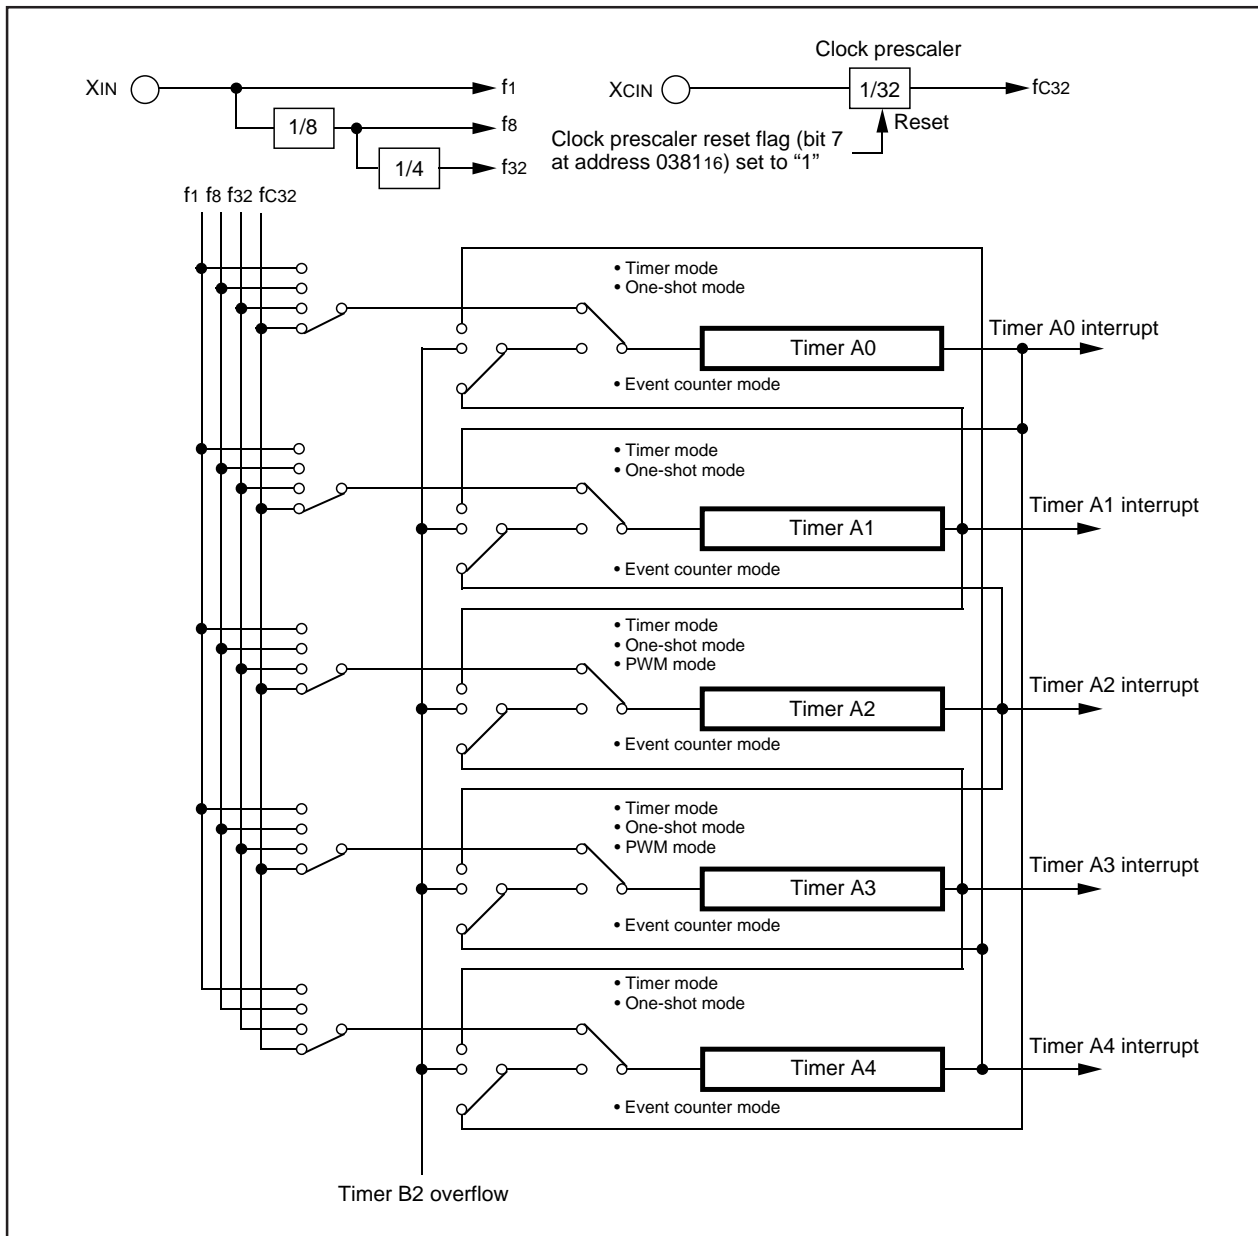 Clock prescaler
XIN
f1
XCIN
1/32
fC32
1/8
f8
Reset
Clock prescaler reset flag (bit 7
at address 038116) set to “1”
1/4
f32
f1 f8 f32 fC32
• Timer mode
• One-shot mode
Timer A0
Timer A0 interrupt
• Event counter mode
• Timer mode
• One-shot mode
Timer A1
Timer A1 interrupt
• Event counter mode
• Timer mode
• One-shot mode
• PWM mode
Timer A2
Timer A2 interrupt
• Event counter mode
• Timer mode
• One-shot mode
• PWM mode
Timer A3
Timer A3 interrupt
• Event counter mode
• Timer mode
• One-shot mode
Timer A4
Timer A4 interrupt
• Event counter mode
Timer B2 overflow